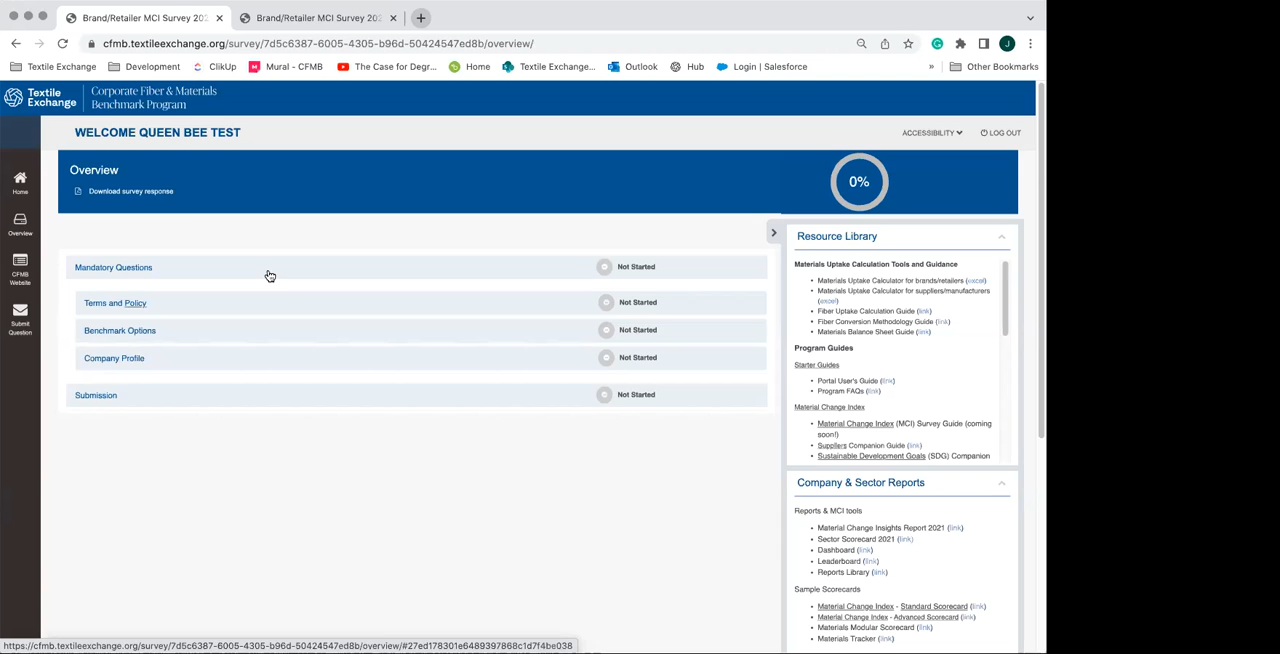 Brand/Retailer MCI Survey 202
Brand/Retailer MCI Survey 202
cfmb.textileexchange.org/survey/7d5c6387-6005-4305-b96d-50424547ed8b/overview/
J
Textile Exchange
Development
ClickUp
Mural - CFMB
The Case for Degr...
Home
Textile Exchange...
Outlook
Hub
Login | Salesforce
»
Other Bookmarks
Textile Exchange
Corporate Fiber & Materials
Benchmark Program
WELCOME QUEEN BEE TEST
ACCESSIBILITY
LOG OUT
Home
Overview
CFMB
Website
Submit
Question
Overview
Download survey response
0%
Mandatory Questions
Not Started
Terms and Policy
Not Started
Benchmark Options
Not Started
Company Profile
Not Started
Submission
Not Started
Resource Library
Materials Uptake Calculation Tools and Guidance
• Materials Uptake Calculator for brands/retailers (excel)
• Materials Uptake Calculator for suppliers/manufacturers
(excel)
• Fiber Uptake Calculation Guide (link)
• Fiber Conversion Methodology Guide (link)
• Materials Balance Sheet Guide (link)
Program Guides
Starter Guides
• Portal User's Guide (link)
• Program FAQs (link)
Material Change Index
• Material Change Index (MCI) Survey Guide (coming
soon!)
• Suppliers Companion Guide (link)
• Sustainable Development Goals (SDG) Companion
Company & Sector Reports
Reports & MCI tools
• Material Change Insights Report 2021 (link)
• Sector Scorecard 2021 (link)
• Dashboard (link)
• Leaderboard (link)
• Reports Library (link)
Sample Scorecards
• Material Change Index - Standard Scorecard (link)
• Material Change Index - Advanced Scorecard (link)
• Materials Modular Scorecard (link)
• Materials Tracker (link)
https://cfmb.textileexchange.org/survey/7d5c6387-6005-4305-b96d-50424547ed8b/overview/#27ed178301e6489397868c1d7f4be038